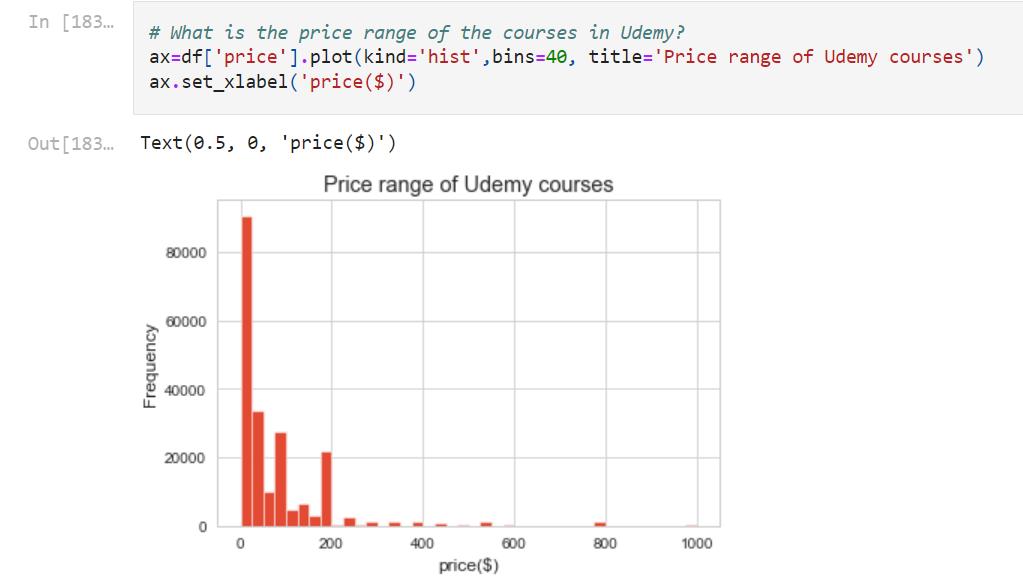 In [183...
# What is the price range of the courses in Udemy?
ax=df['price'].plot(kind='hist',bins=40, title='Price range of Udemy courses')
ax.set_xlabel('price($)')
Out[183...
Text(0.5, 0, 'price($)')
Price range of Udemy courses
Frequency
80000
60000
40000
20000
0
0 200 400 600 800 1000
price($)